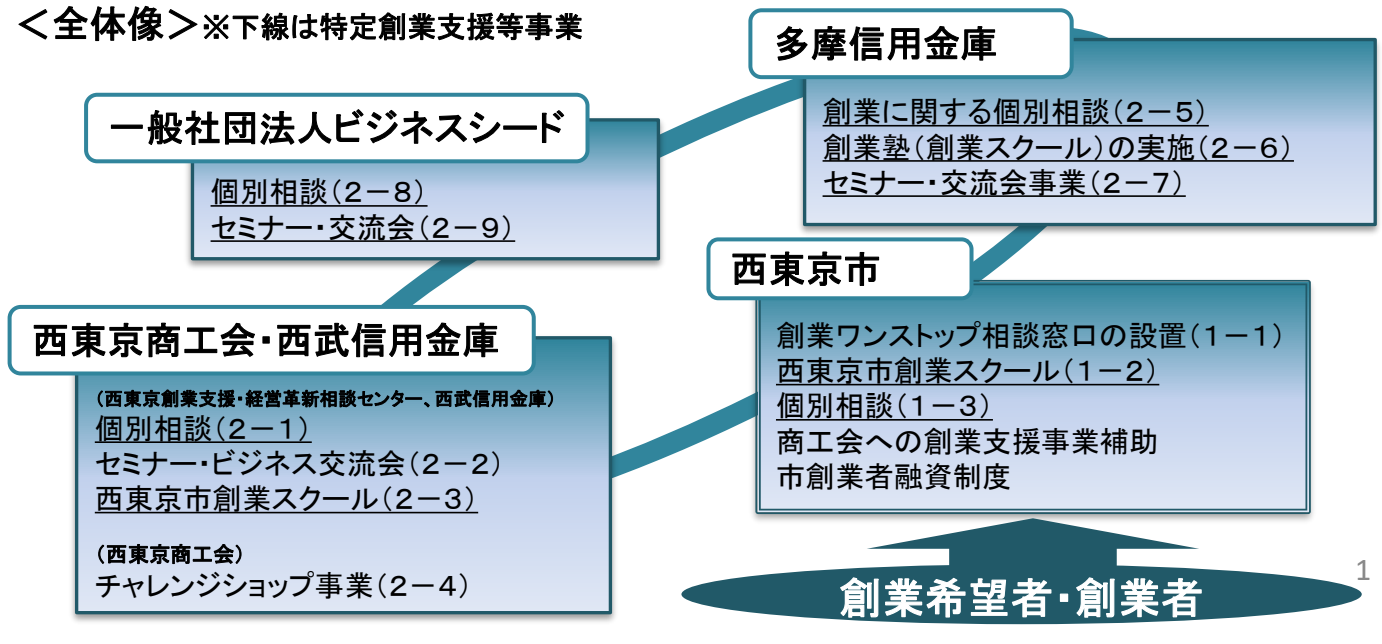 ＜全体像＞※下線は特定創業支援等事業
多摩信用金庫
創業に関する個別相談(２－５)
創業塾(創業スクール)の実施(２－６)
セミナー・交流会事業(２－７)
一般社団法人ビジネスシード
個別相談(２－８)
セミナー・交流会(２－９)
西東京市
創業ワンストップ相談窓口の設置(１－１)
西東京市創業スクール(１－２)
個別相談(１－３)
商工会への創業支援事業補助
市創業者融資制度
西東京商工会・西武信用金庫
(西東京創業支援・経営革新相談センター、西武信用金庫)
個別相談(２－１)
セミナー・ビジネス交流会(２－２)
西東京市創業スクール(２－３)
(西東京商工会)
チャレンジショップ事業(２－４)
創業希望者・創業者
1